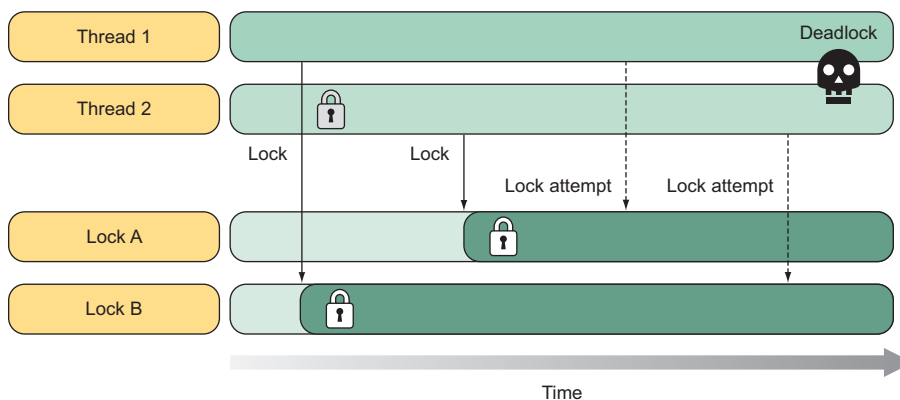 Thread 1
Deadlock
Thread 2
Lock
Lock
Lock attempt
Lock attempt
Lock A
Lock B
Time